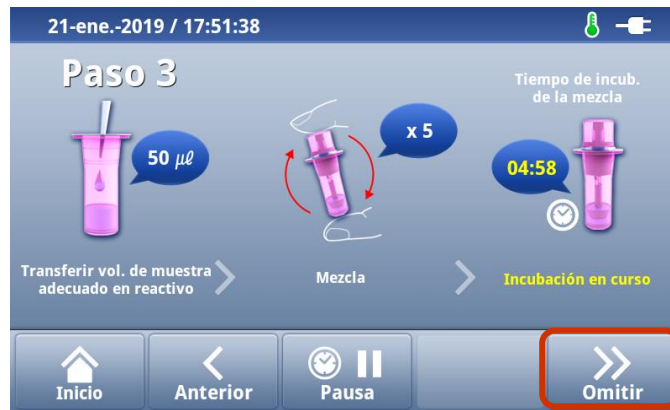 21-ene.-2019 / 17:51:38
Paso 3
50 µℓ
x 5
Tiempo de incub.
de la mezcla
04:58
Transferir vol. de muestra
adecuado en reactivo
Mezcla
Incubación en curso
Inicio
Anterior
Pausa
Omitir